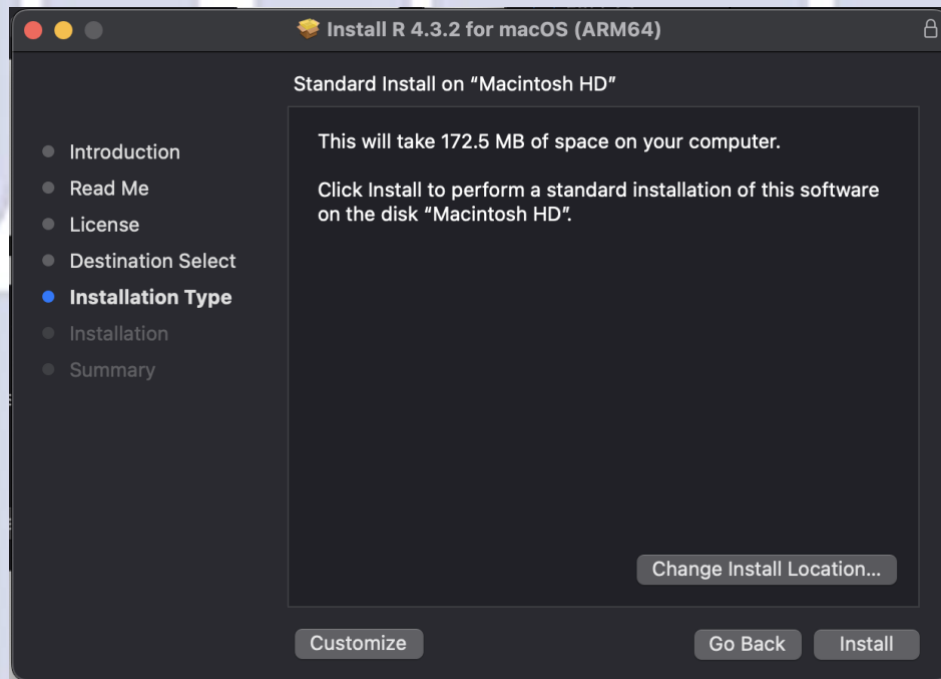 Install R 4.3.2 for macOS (ARM64)
Standard Install on “Macintosh HD”
Introduction
Read Me
License
Destination Select
Installation Type
Installation
Summary
This will take 172.5 MB of space on your computer.
Click Install to perform a standard installation of this software
on the disk “Macintosh HD”.
Change Install Location...
Customize
Go Back
Install